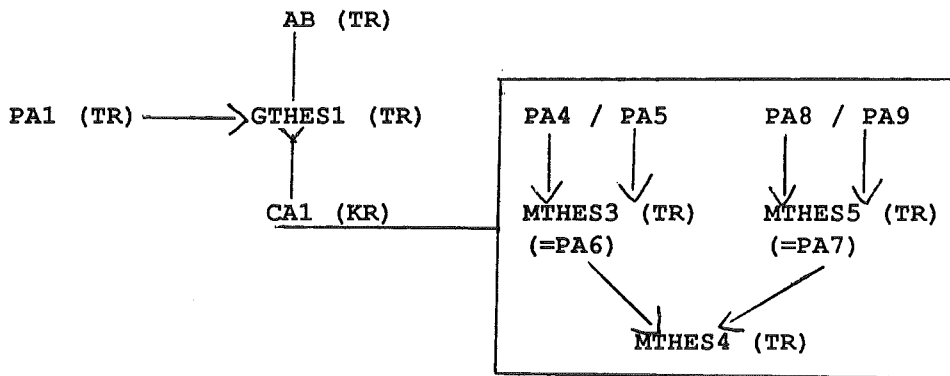 AB (TR)
PA1 (TR) GTHES1 (TR) PA4 / PA5 PA8 / PA9
CA1 (KR) MTHES3 (TR) MTHES5 (TR)
(=PA6) (=PA7)
MTHES4 (TR)